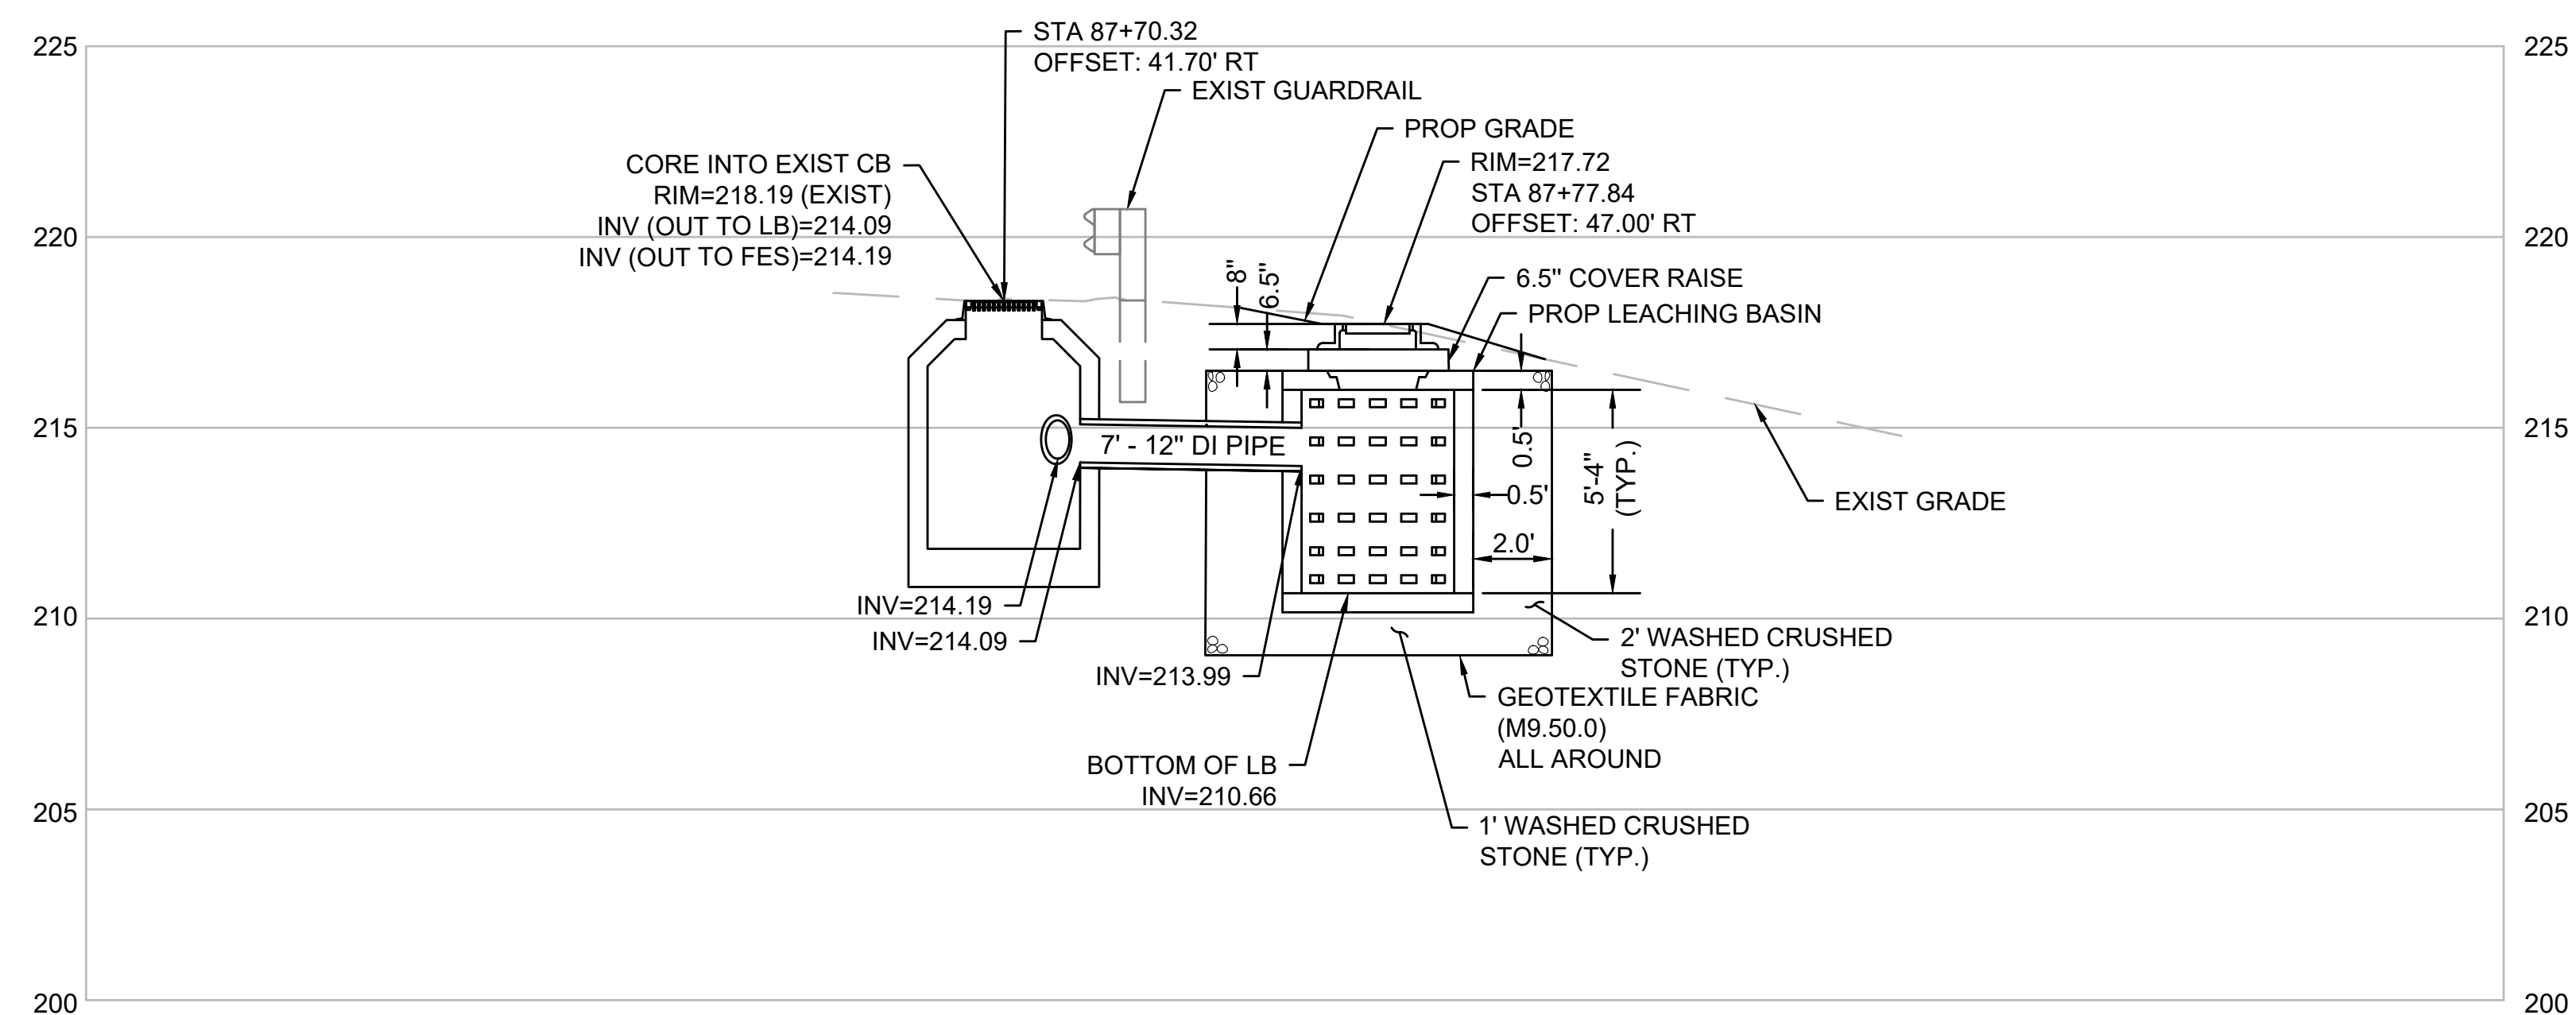 225
225
STA 87+70.32
OFFSET: 41.70' RT
EXIST GUARDRAIL
PROP GRADE
CORE INTO EXIST CB
RIM=218.19 (EXIST)
INV (OUT TO LB)=214.09
INV (OUT TO FES)=214.19
RIM=217.72
STA 87+77.84
OFFSET: 47.00' RT
220
220
8"
6.5"
6.5" COVER RAISE
PROP LEACHING BASIN
215
215
7' - 12" DI PIPE
0.5'
0.5'
5'-4"
(TYP.)
2.0'
EXIST GRADE
INV=214.19
INV=214.09
INV=213.99
210
210
2' WASHED CRUSHED
STONE (TYP.)
GEOTEXTILE FABRIC
(M9.50.0)
ALL AROUND
BOTTOM OF LB
INV=210.66
1' WASHED CRUSHED
STONE (TYP.)
205
205
200
200